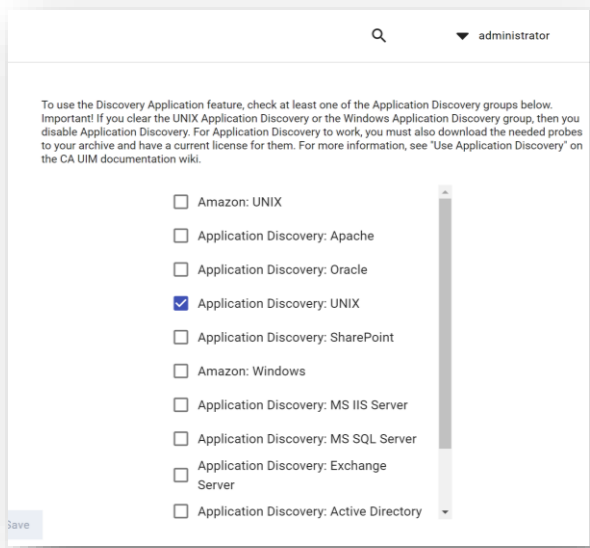 administrator
To use the Discovery Application feature, check at least one of the Application Discovery groups below.
Important! If you clear the UNIX Application Discovery or the Windows Application Discovery group, then you
disable Application Discovery. For Application Discovery to work, you must also download the needed probes
to your archive and have a current license for them. For more information, see "Use Application Discovery" on
the CA UIM documentation wiki.
Amazon: UNIX
Application Discovery: Apache
Application Discovery: Oracle
Application Discovery: UNIX
Application Discovery: SharePoint
Amazon: Windows
Application Discovery: MS IIS Server
Application Discovery: MS SQL Server
Application Discovery: Exchange
Server
Application Discovery: Active Directory
Save